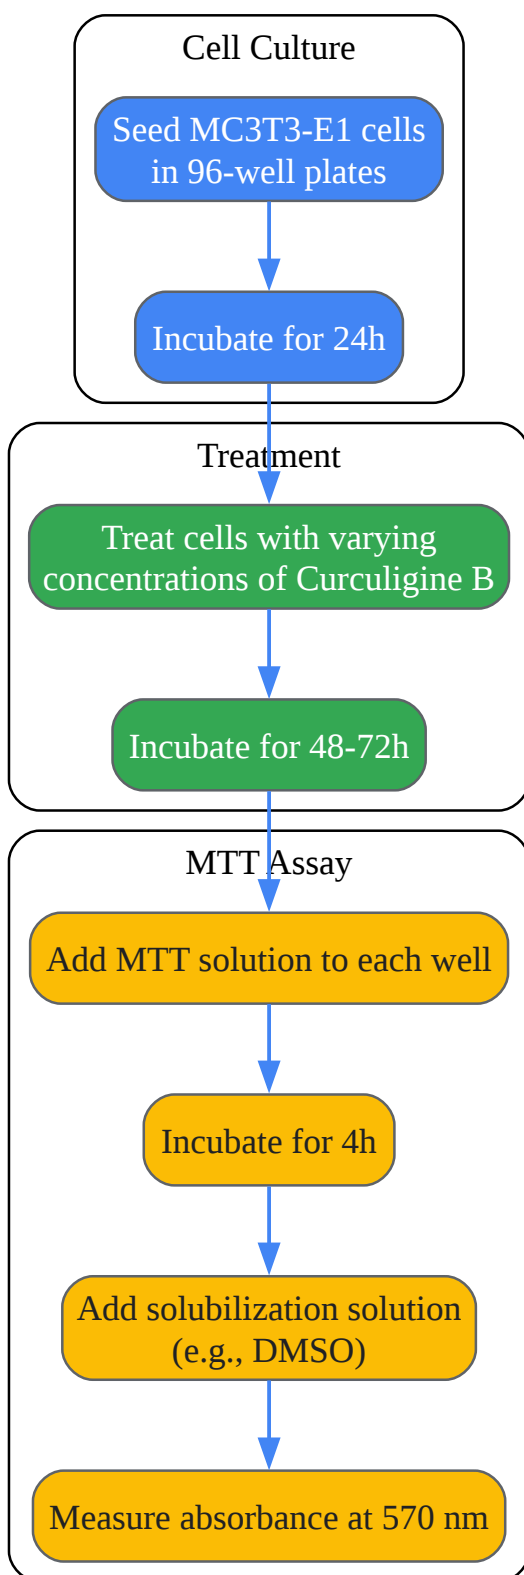 Cell Culture
Seed MC3T3-E1 cells
in 96-well plates
Incubate for 24h
Treatment
Treat cells with varying
concentrations of Curculigine B
Incubate for 48-72h
MTT Assay
Add MTT solution to each well
Incubate for 4h
Add solubilization solution
(e.g., DMSO)
Measure absorbance at 570 nm